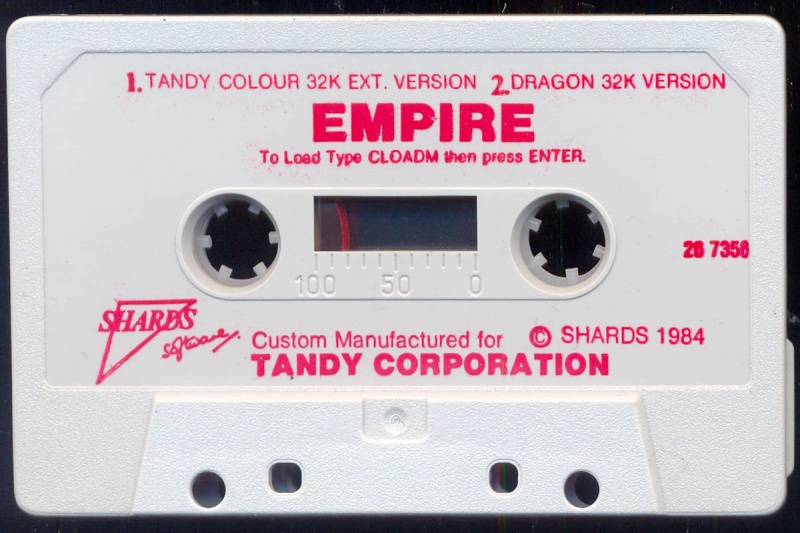 1. TANDY COLOUR 32K EXT. VERSION 2. DRAGON 32K VERSION
EMPIRE
To Load Type CLOADM then press ENTER.
26 7356
100 50 0
SHARDS
software.
Custom Manufactured for © SHARDS 1984
TANDY CORPORATION